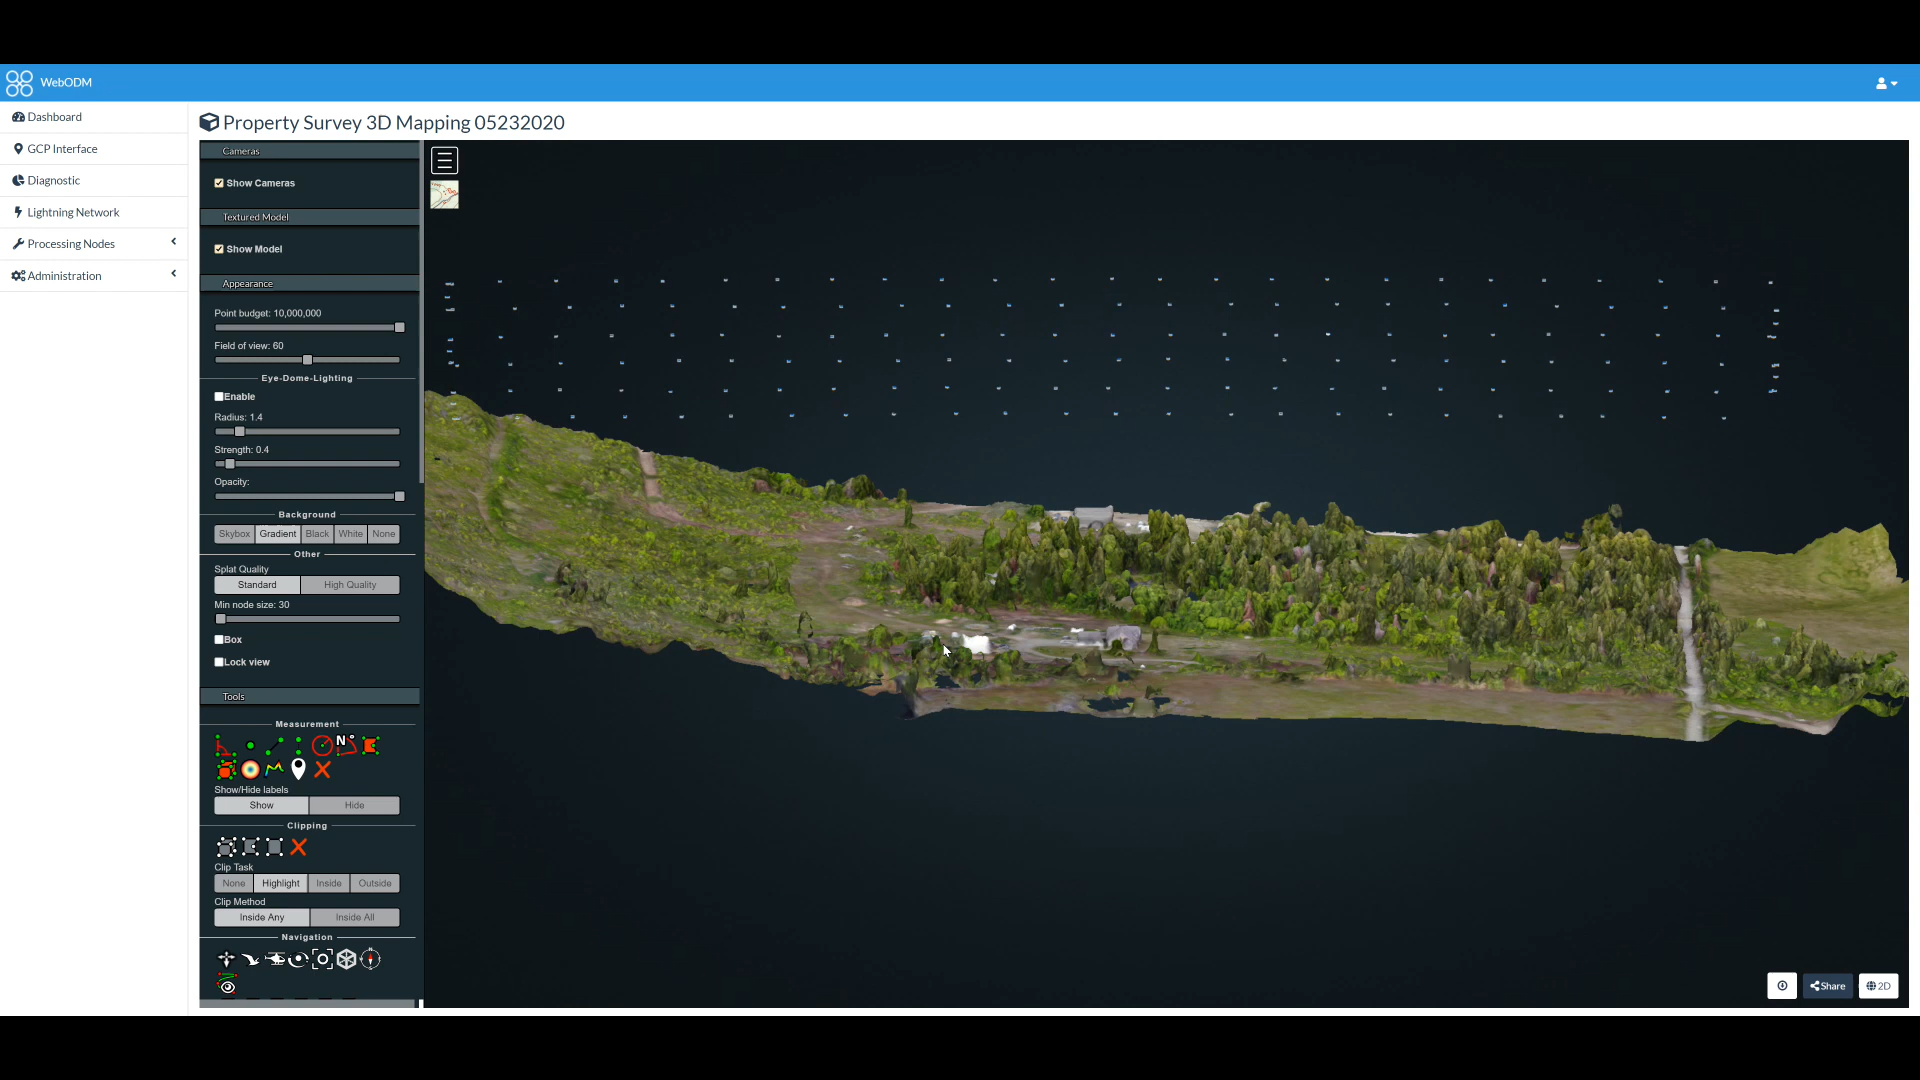 WebODM
Dashboard
GCP Interface
Diagnostic
Lightning Network
Processing Nodes
Administration
Property Survey 3D Mapping 05232020
Cameras
Show Cameras
Textured Model
Show Model
Appearance
Point budget: 10,000,000
Field of view: 60
Eye-Dome-Lighting
Enable
Radius: 1.4
Strength: 0.4
Opacity:
Background
Skybox Gradient Black White None
Other
Splat Quality
Standard High Quality
Min node size: 30
Box
Lock view
Tools
Measurement
N°
Show/Hide labels
Show Hide
Clipping
Clip Task
None Highlight Inside Outside
Clip Method
Inside Any Inside All
Navigation
N
Share
2D